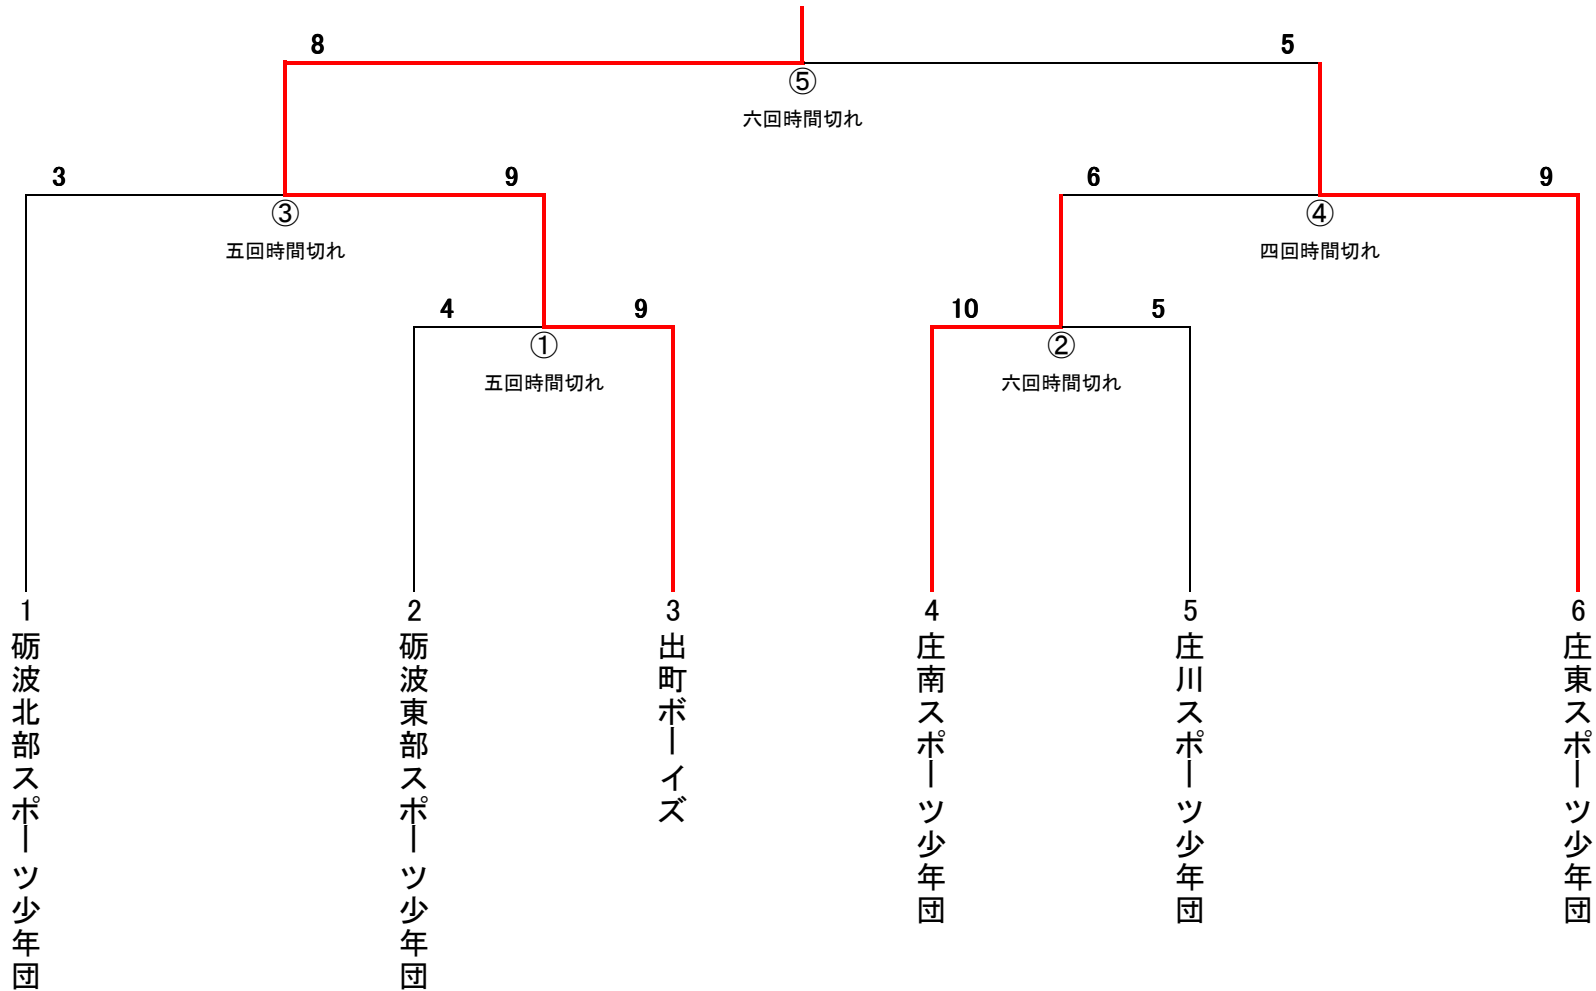 8
5
⑤
六回時間切れ
3
9
6
9
③
④
五回時間切れ
四回時間切れ
4
9
10
5
①
②
五回時間切れ
六回時間切れ
1
砺波北部スポーツ少年団
2
砺波東部スポーツ少年団
3
出町ボーイズ
4
庄南スポーツ少年団
5
庄川スポーツ少年団
6
庄東スポーツ少年団